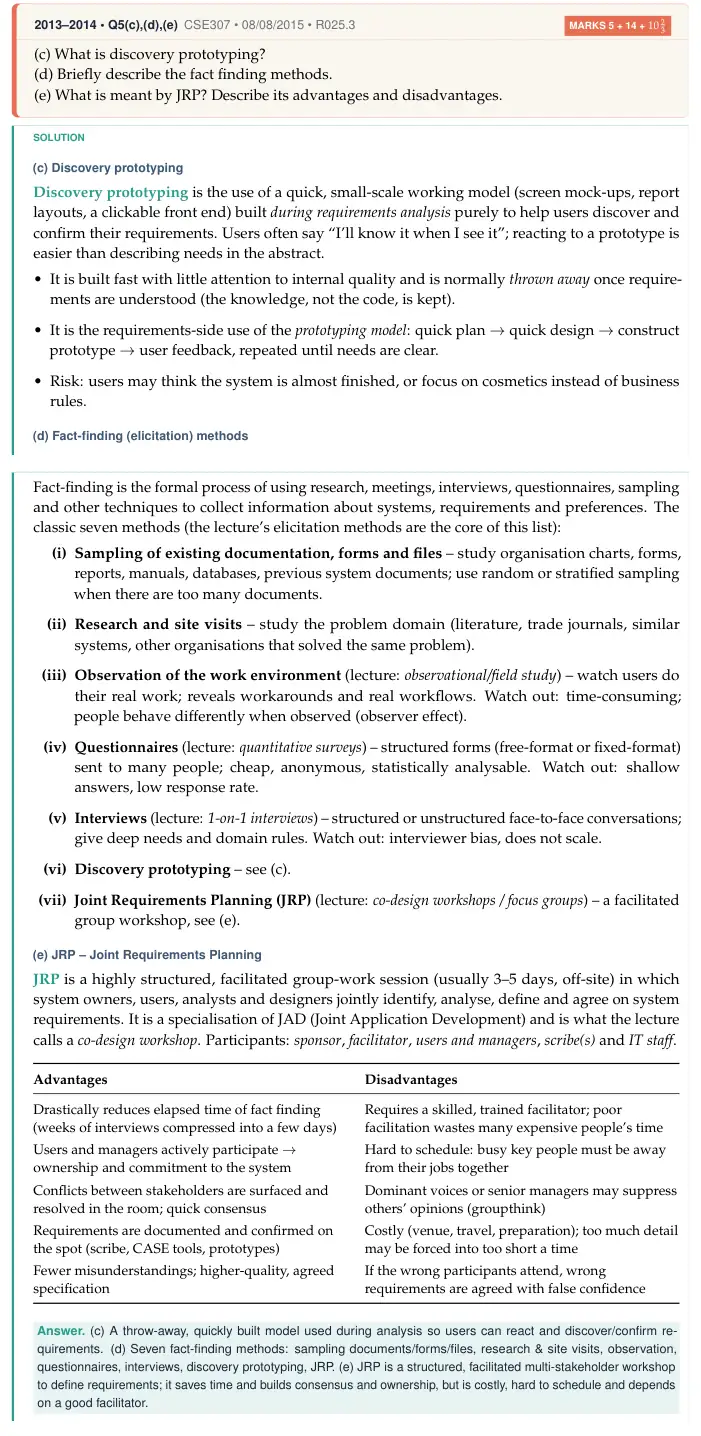 2013–2014 • Q5(c),(d),(e) CSE307 • 08/08/2015 • R025.3
MARKS 5 + 14 + 10 2/3
(c) What is discovery prototyping?
(d) Briefly describe the fact finding methods.
(e) What is meant by JRP? Describe its advantages and disadvantages.
SOLUTION
(c) Discovery prototyping
Discovery prototyping is the use of a quick, small-scale working model (screen mock-ups, report
layouts, a clickable front end) built during requirements analysis purely to help users discover and
confirm their requirements. Users often say “I’ll know it when I see it”; reacting to a prototype is
easier than describing needs in the abstract.
• It is built fast with little attention to internal quality and is normally thrown away once require-
ments are understood (the knowledge, not the code, is kept).
• It is the requirements-side use of the prototyping model: quick plan → quick design → construct
prototype → user feedback, repeated until needs are clear.
• Risk: users may think the system is almost finished, or focus on cosmetics instead of business
rules.
(d) Fact-finding (elicitation) methods
Fact-finding is the formal process of using research, meetings, interviews, questionnaires, sampling
and other techniques to collect information about systems, requirements and preferences. The
classic seven methods (the lecture’s elicitation methods are the core of this list):
(i) Sampling of existing documentation, forms and files – study organisation charts, forms,
reports, manuals, databases, previous system documents; use random or stratified sampling
when there are too many documents.
(ii) Research and site visits – study the problem domain (literature, trade journals, similar
systems, other organisations that solved the same problem).
(iii) Observation of the work environment (lecture: observational/field study) – watch users do
their real work; reveals workarounds and real workflows. Watch out: time-consuming;
people behave differently when observed (observer effect).
(iv) Questionnaires (lecture: quantitative surveys) – structured forms (free-format or fixed-format)
sent to many people; cheap, anonymous, statistically analysable. Watch out: shallow
answers, low response rate.
(v) Interviews (lecture: 1-on-1 interviews) – structured or unstructured face-to-face conversations;
give deep needs and domain rules. Watch out: interviewer bias, does not scale.
(vi) Discovery prototyping – see (c).
(vii) Joint Requirements Planning (JRP) (lecture: co-design workshops / focus groups) – a facilitated
group workshop, see (e).
(e) JRP – Joint Requirements Planning
JRP is a highly structured, facilitated group-work session (usually 3–5 days, off-site) in which
system owners, users, analysts and designers jointly identify, analyse, define and agree on system
requirements. It is a specialisation of JAD (Joint Application Development) and is what the lecture
calls a co-design workshop. Participants: sponsor, facilitator, users and managers, scribe(s) and IT staff.
Advantages Disadvantages
Drastically reduces elapsed time of fact finding Requires a skilled, trained facilitator; poor
(weeks of interviews compressed into a few days) facilitation wastes many expensive people’s time
Users and managers actively participate → Hard to schedule: busy key people must be away
ownership and commitment to the system from their jobs together
Conflicts between stakeholders are surfaced and Dominant voices or senior managers may suppress
resolved in the room; quick consensus others’ opinions (groupthink)
Requirements are documented and confirmed on Costly (venue, travel, preparation); too much detail
the spot (scribe, CASE tools, prototypes) may be forced into too short a time
Fewer misunderstandings; higher-quality, agreed If the wrong participants attend, wrong
specification requirements are agreed with false confidence
Answer. (c) A throw-away, quickly built model used during analysis so users can react and discover/confirm re-
quirements. (d) Seven fact-finding methods: sampling documents/forms/files, research & site visits, observation,
questionnaires, interviews, discovery prototyping, JRP. (e) JRP is a structured, facilitated multi-stakeholder workshop
to define requirements; it saves time and builds consensus and ownership, but is costly, hard to schedule and depends
on a good facilitator.